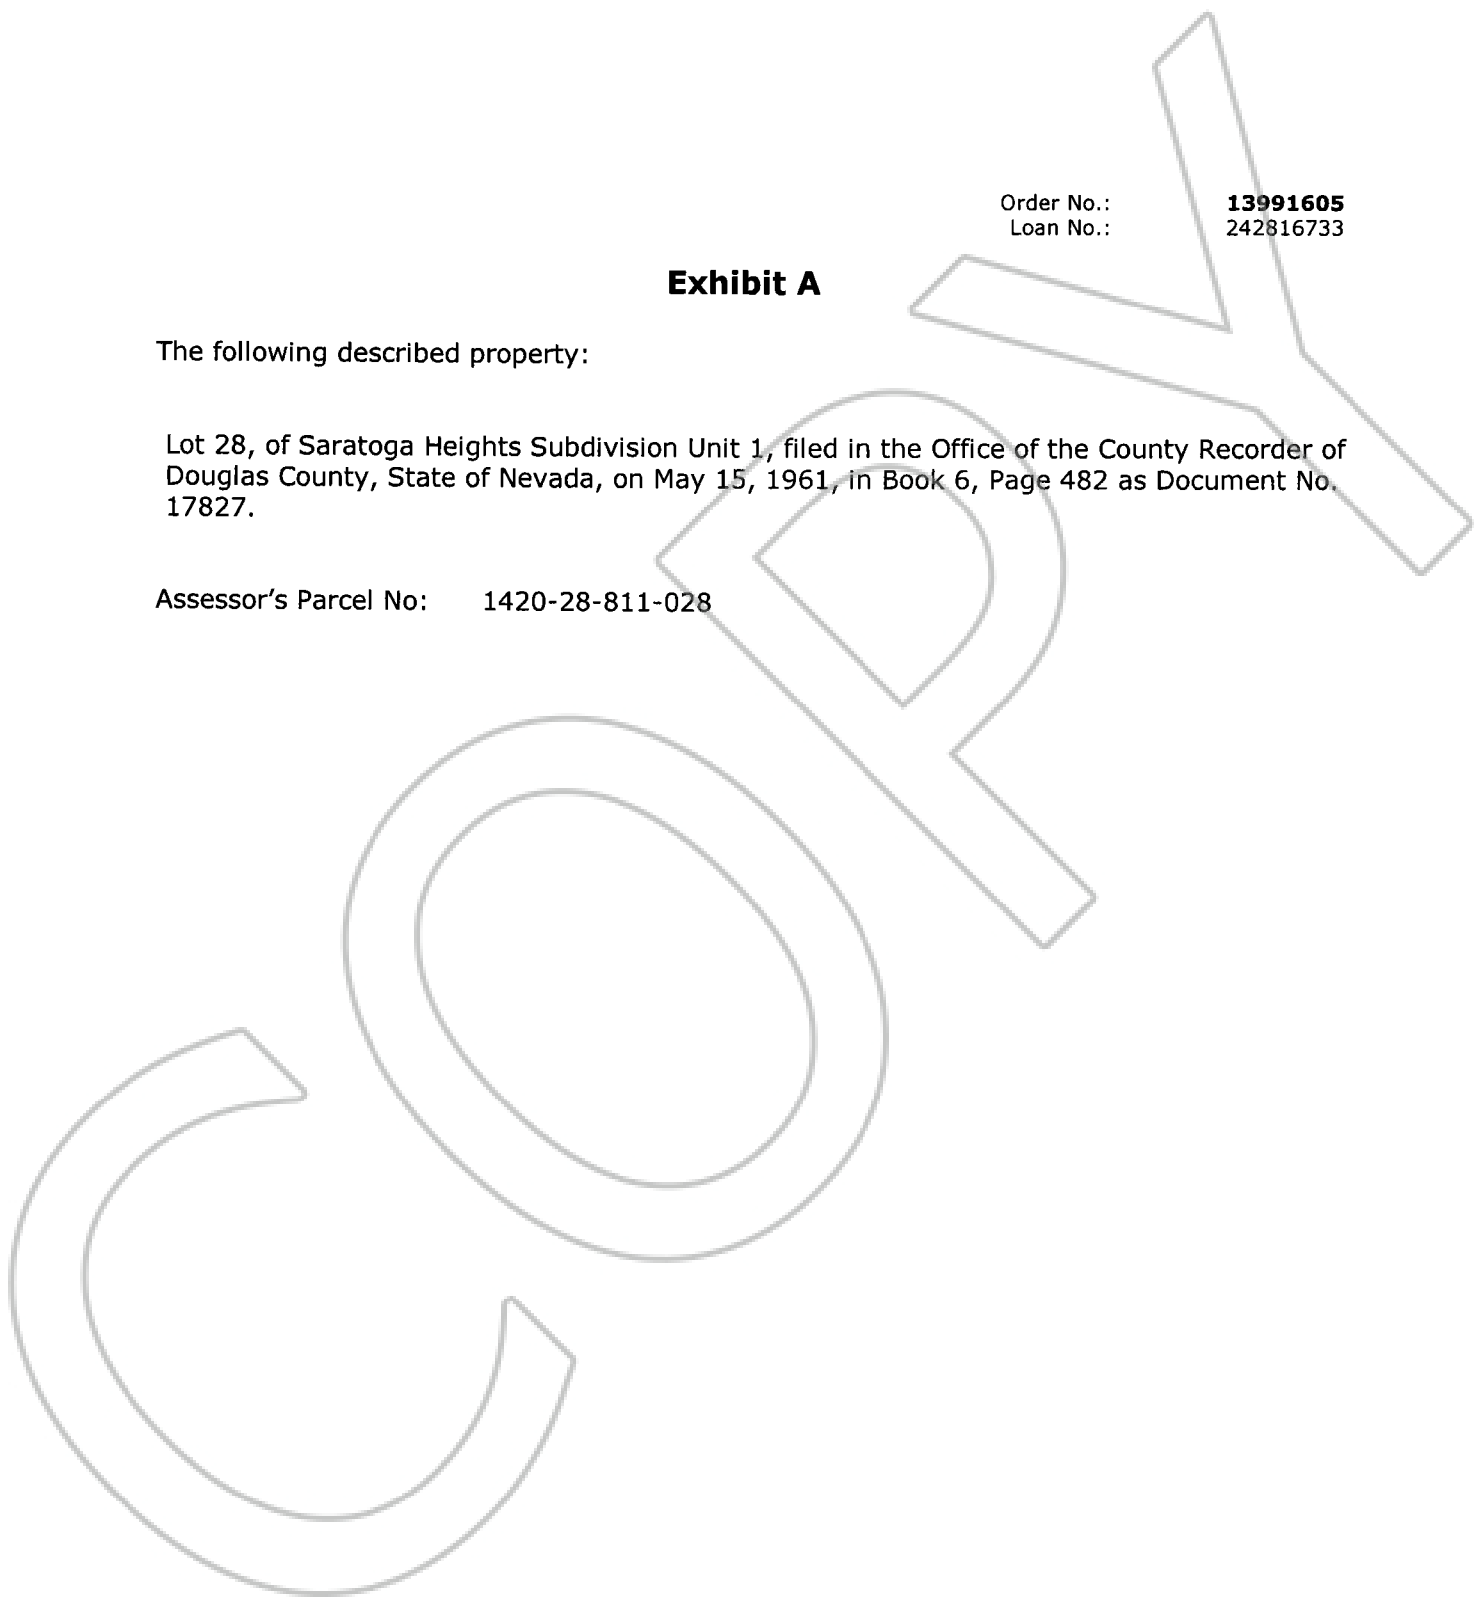 Order No.: 13991605
Loan No.: 242816733
Exhibit A
The following described property:
Lot 28, of Saratoga Heights Subdivision Unit 1, filed in the Office of the County Recorder of
Douglas County, State of Nevada, on May 15, 1961, in Book 6, Page 482 as Document No.
17827.
Assessor's Parcel No: 1420-28-811-028
COPY